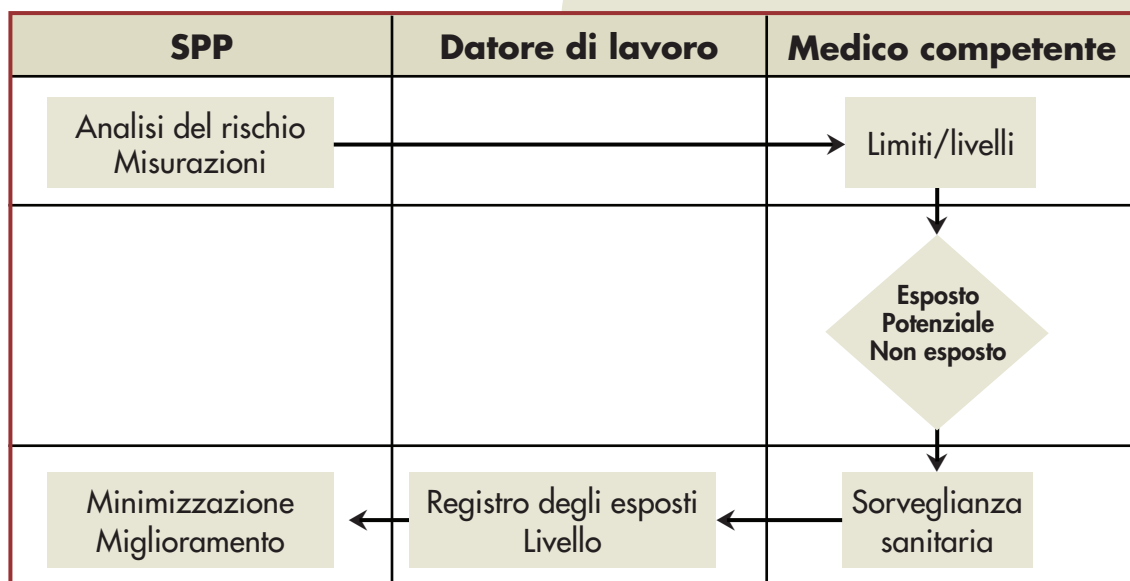 SPP
Datore di lavoro
Medico competente
Analisi del rischio
Misurazioni
Limiti/livelli
Esposto
Potenziale
Non esposto
Minimizzazione
Miglioramento
Registro degli esposti
Livello
Sorveglianza
sanitaria